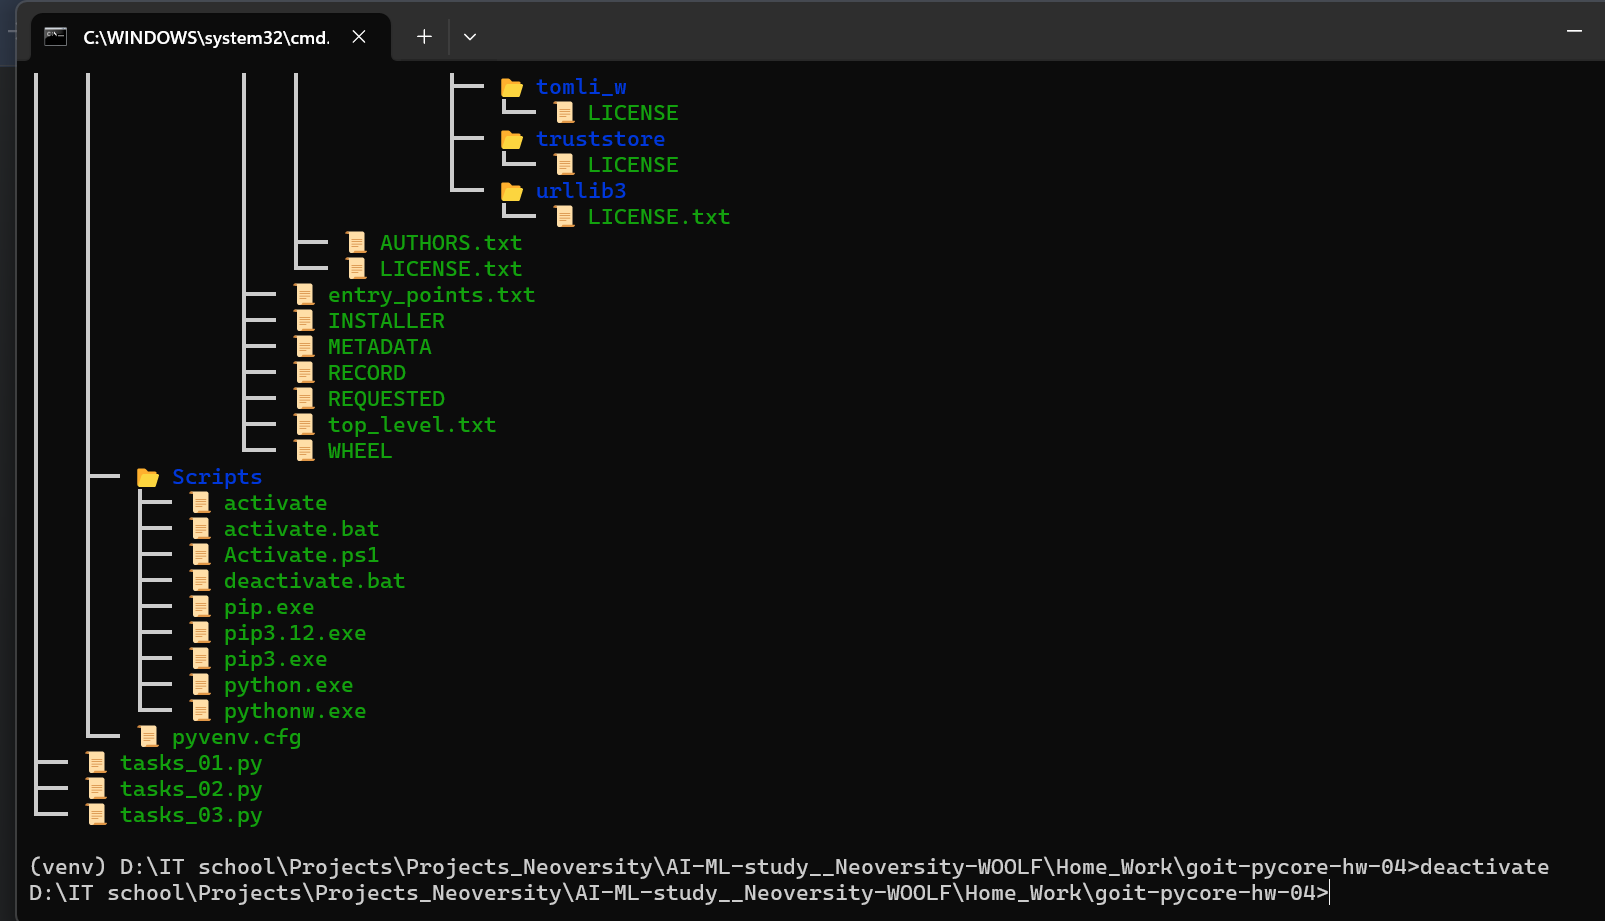 C:\WINDOWS\system32\cmd.
tomli_w
LICENSE
truststore
LICENSE
urllib3
LICENSE.txt
AUTHORS.txt
LICENSE.txt
entry_points.txt
INSTALLER
METADATA
RECORD
REQUESTED
top_level.txt
WHEEL
Scripts
activate
activate.bat
Activate.ps1
deactivate.bat
pip.exe
pip3.12.exe
pip3.exe
python.exe
pythonw.exe
pyvenv.cfg
tasks_01.py
tasks_02.py
tasks_03.py
(venv) D:\IT school\Projects\Projects_Neoversity\AI-ML-study__Neoversity-WOOLF\Home_Work\goit-pycore-hw-04>deactivate
D:\IT school\Projects\Projects_Neoversity\AI-ML-study__Neoversity-WOOLF\Home_Work\goit-pycore-hw-04>